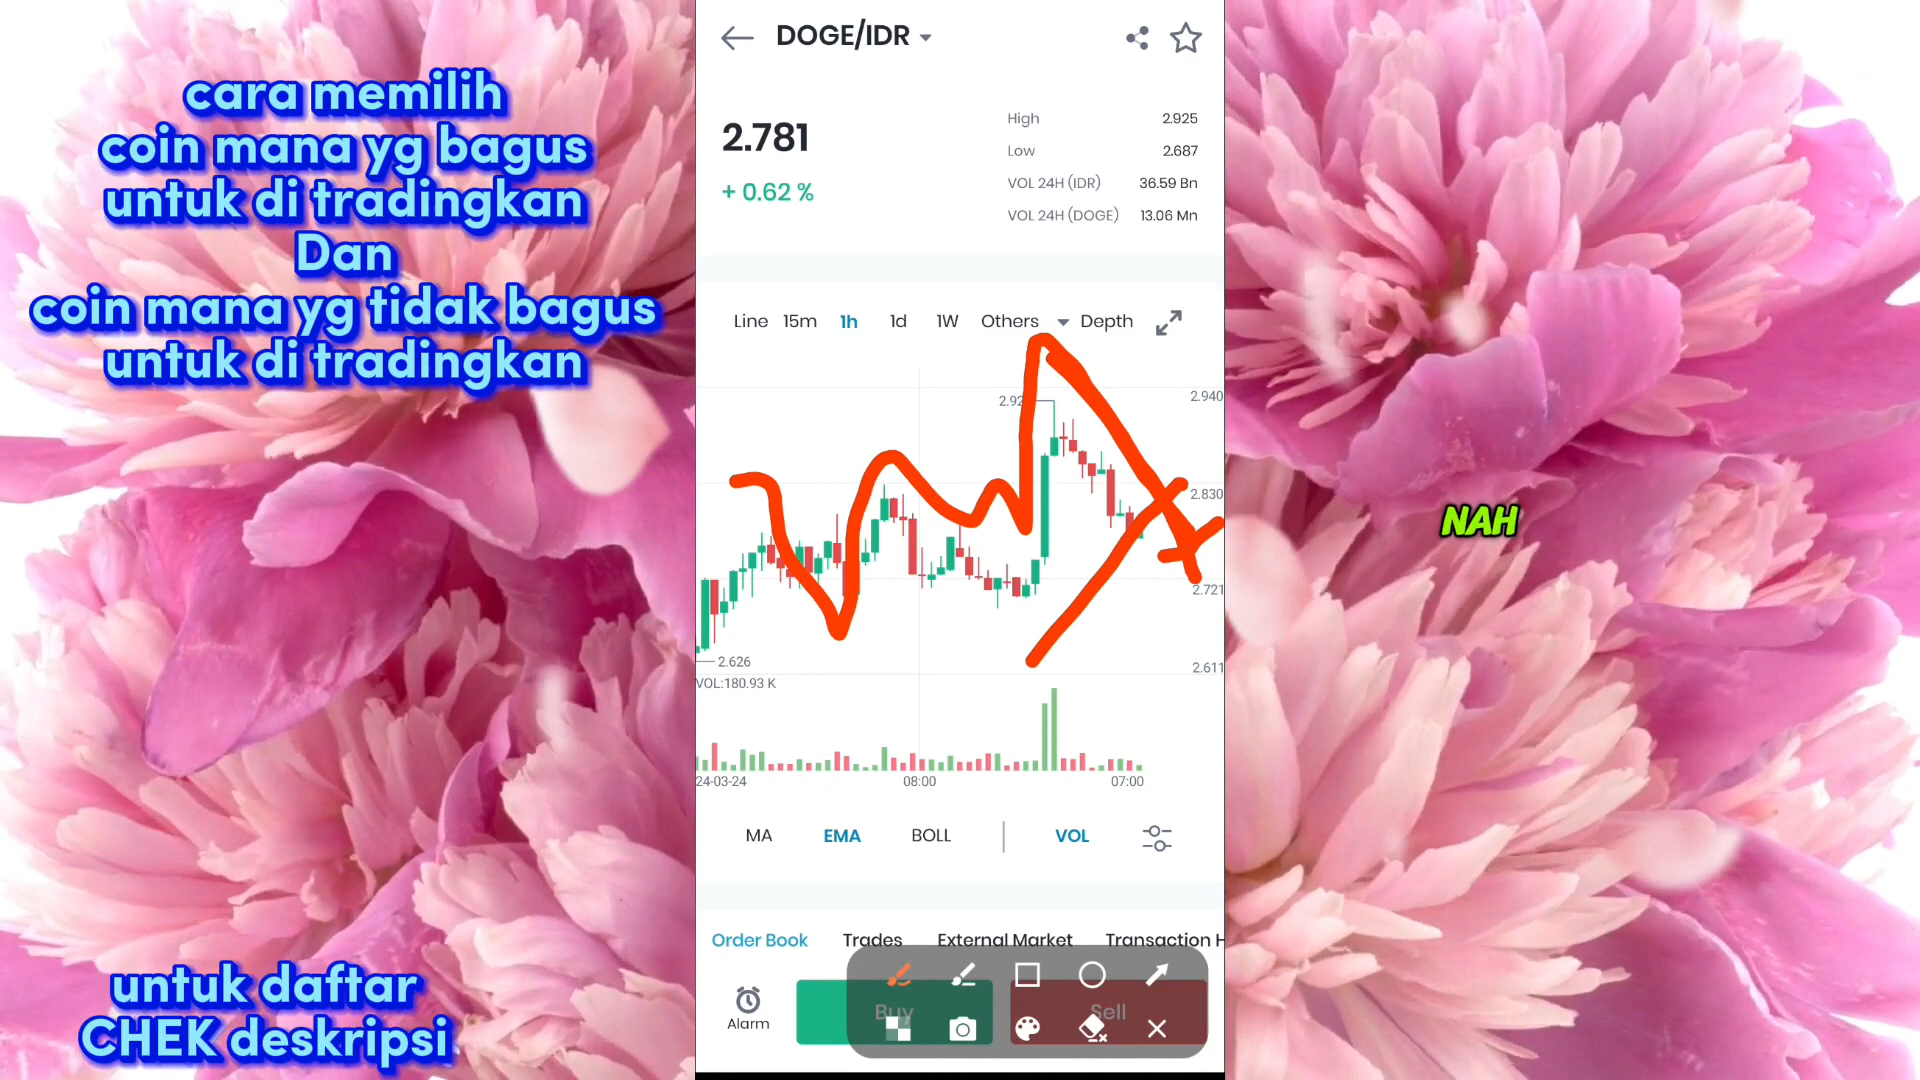 cara memilih
coin mana yg bagus
untuk di tradingkan
Dan
coin mana yg tidak bagus
untuk di tradingkan
untuk daftar
CHEK deskripsi
DOGE/IDR
2.781
+ 0.62 %
High 2.925
Low 2.687
VOL 24H (IDR) 36.59 Bn
VOL 24H (DOGE) 13.06 Mn
Line 15m 1h 1d 1W Others Depth
2.940
2.92
2.830
2.721
2.626
2.611
VOL:180.93 K
24-03-24 08:00 07:00
MA EMA BOLL VOL
Order Book Trades External Market Transaction H
Alarm
Buy
Sell
NAH